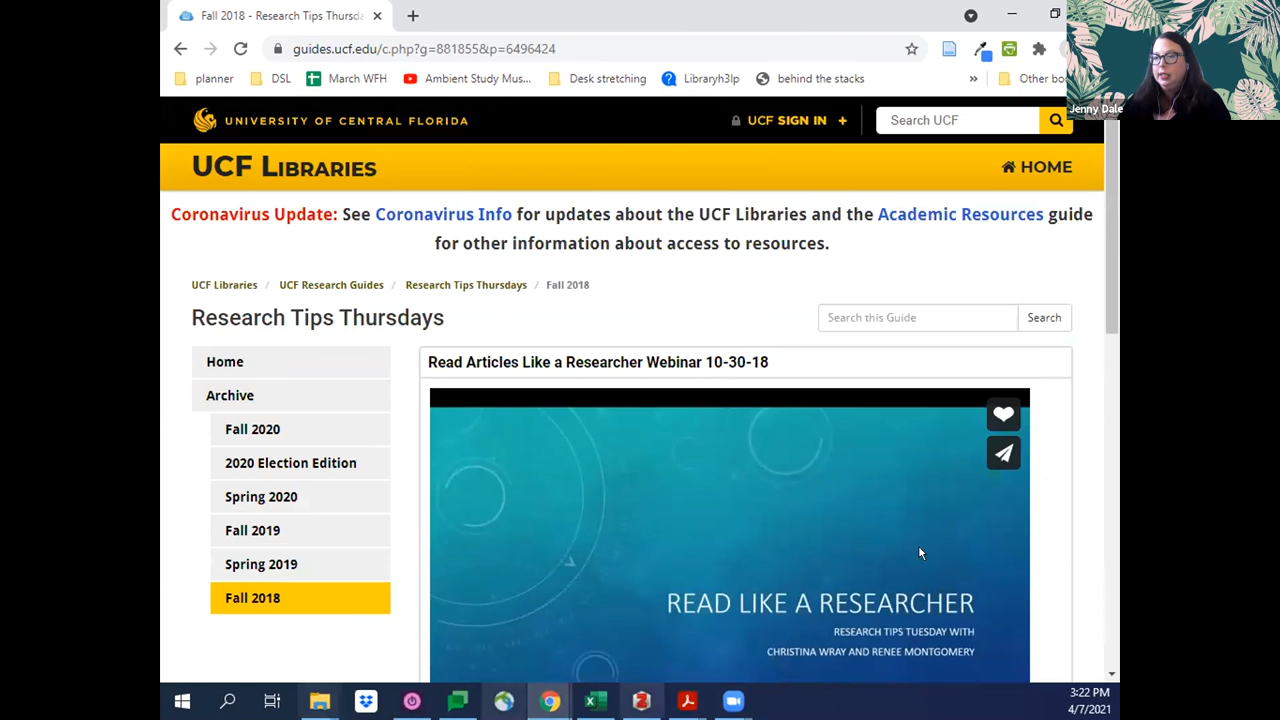 Fall 2018 - Research Tips Thursda
guides.ucf.edu/c.php?g=881855&p=6496424
planner
DSL
March WFH
Ambient Study Mus...
Desk stretching
Libraryh3lp
behind the stacks
»
Other bo
Jenny Dale
UNIVERSITY OF CENTRAL FLORIDA
UCF SIGN IN +
Search UCF
UCF LIBRARIES
HOME
Coronavirus Update: See Coronavirus Info for updates about the UCF Libraries and the Academic Resources guide
for other information about access to resources.
UCF Libraries / UCF Research Guides / Research Tips Thursdays / Fall 2018
Research Tips Thursdays
Search this Guide
Search
Home
Archive
Fall 2020
2020 Election Edition
Spring 2020
Fall 2019
Spring 2019
Fall 2018
Read Articles Like a Researcher Webinar 10-30-18
READ LIKE A RESEARCHER
RESEARCH TIPS TUESDAY WITH
CHRISTINA WRAY AND RENEE MONTGOMERY
3:22 PM
4/7/2021